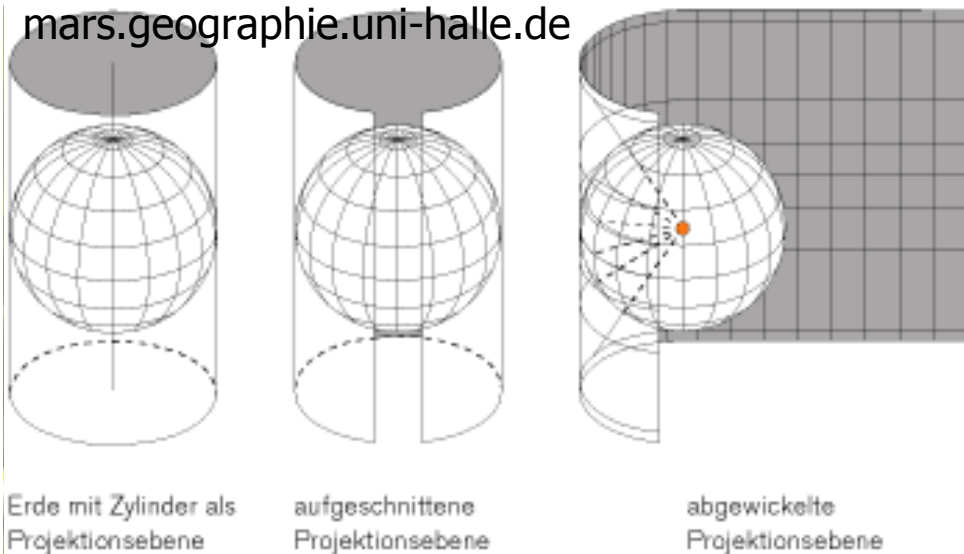 mars.geographie.uni-halle.de
Erde mit Zylinder als
Projektionsebene
aufgeschnittene
Projektionsebene
abgewickelte
Projektionsebene